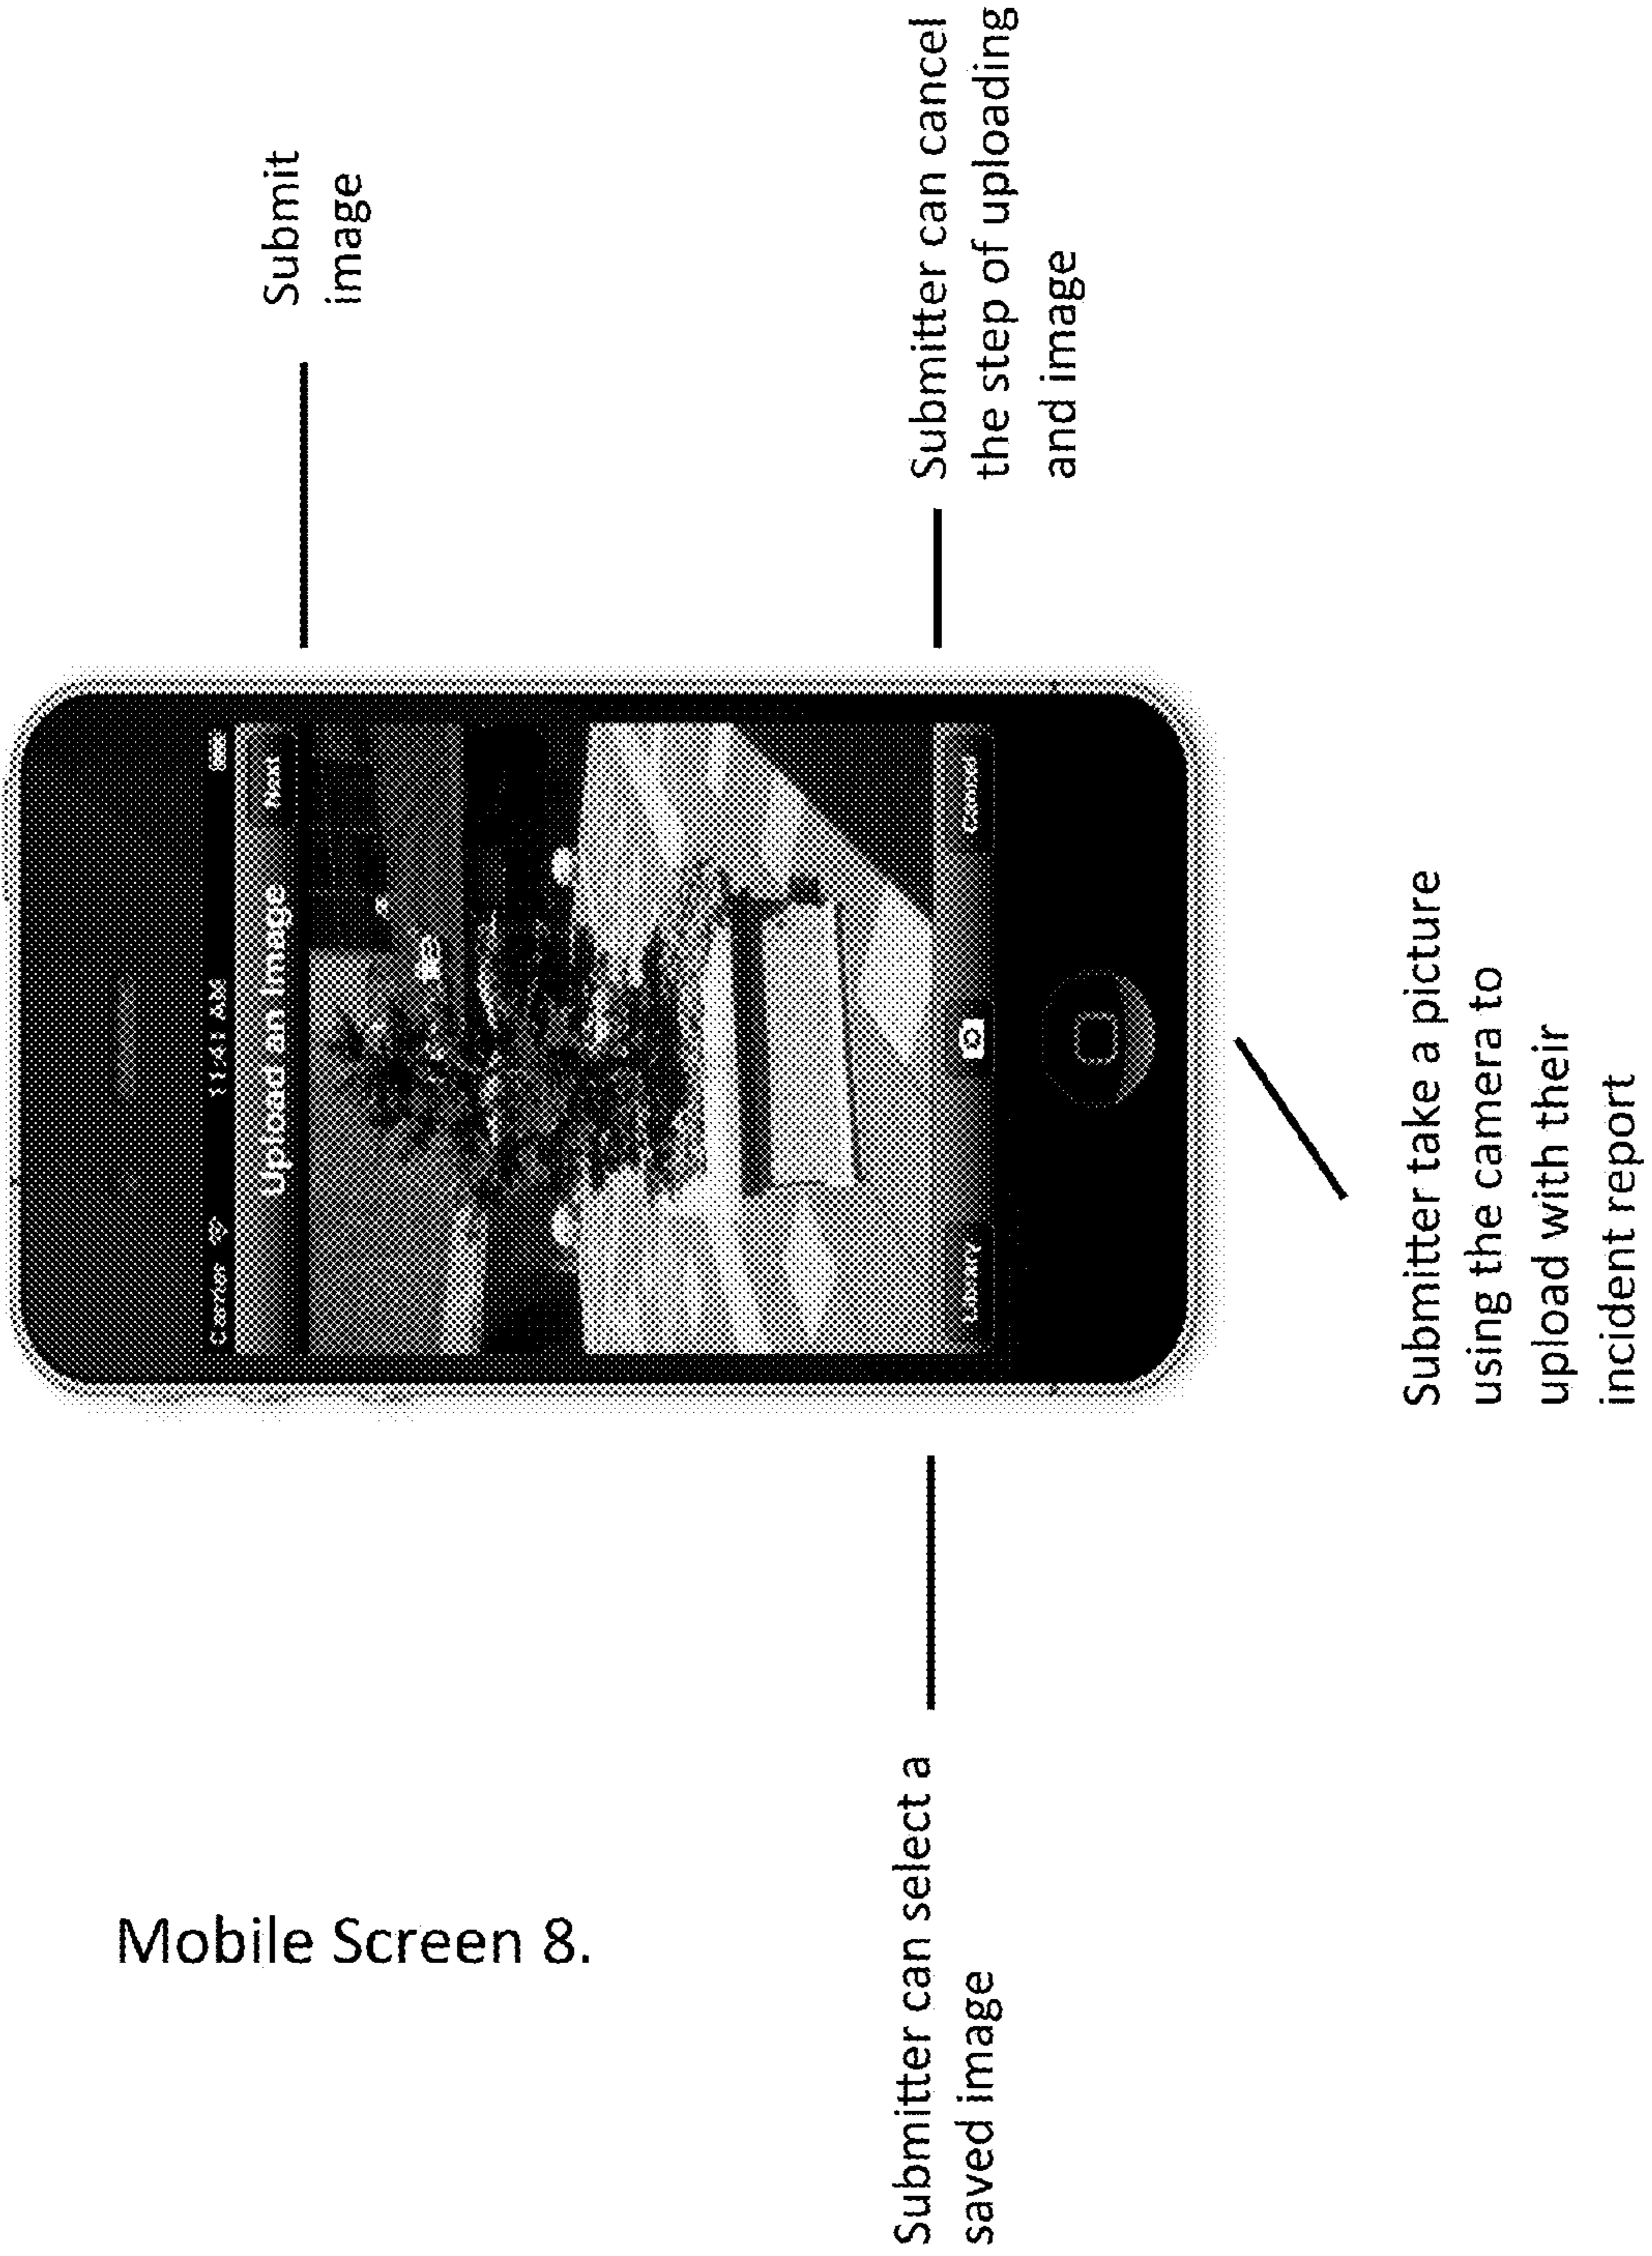 Mobile Screen 8.
Carrier 11:41 AM
Upload an Image
Next
Submit
image
Submitter can select a
saved image
Library
Cancel
Submitter can cancel
the step of uploading
and image
Submitter take a picture
using the camera to
upload with their
incident report